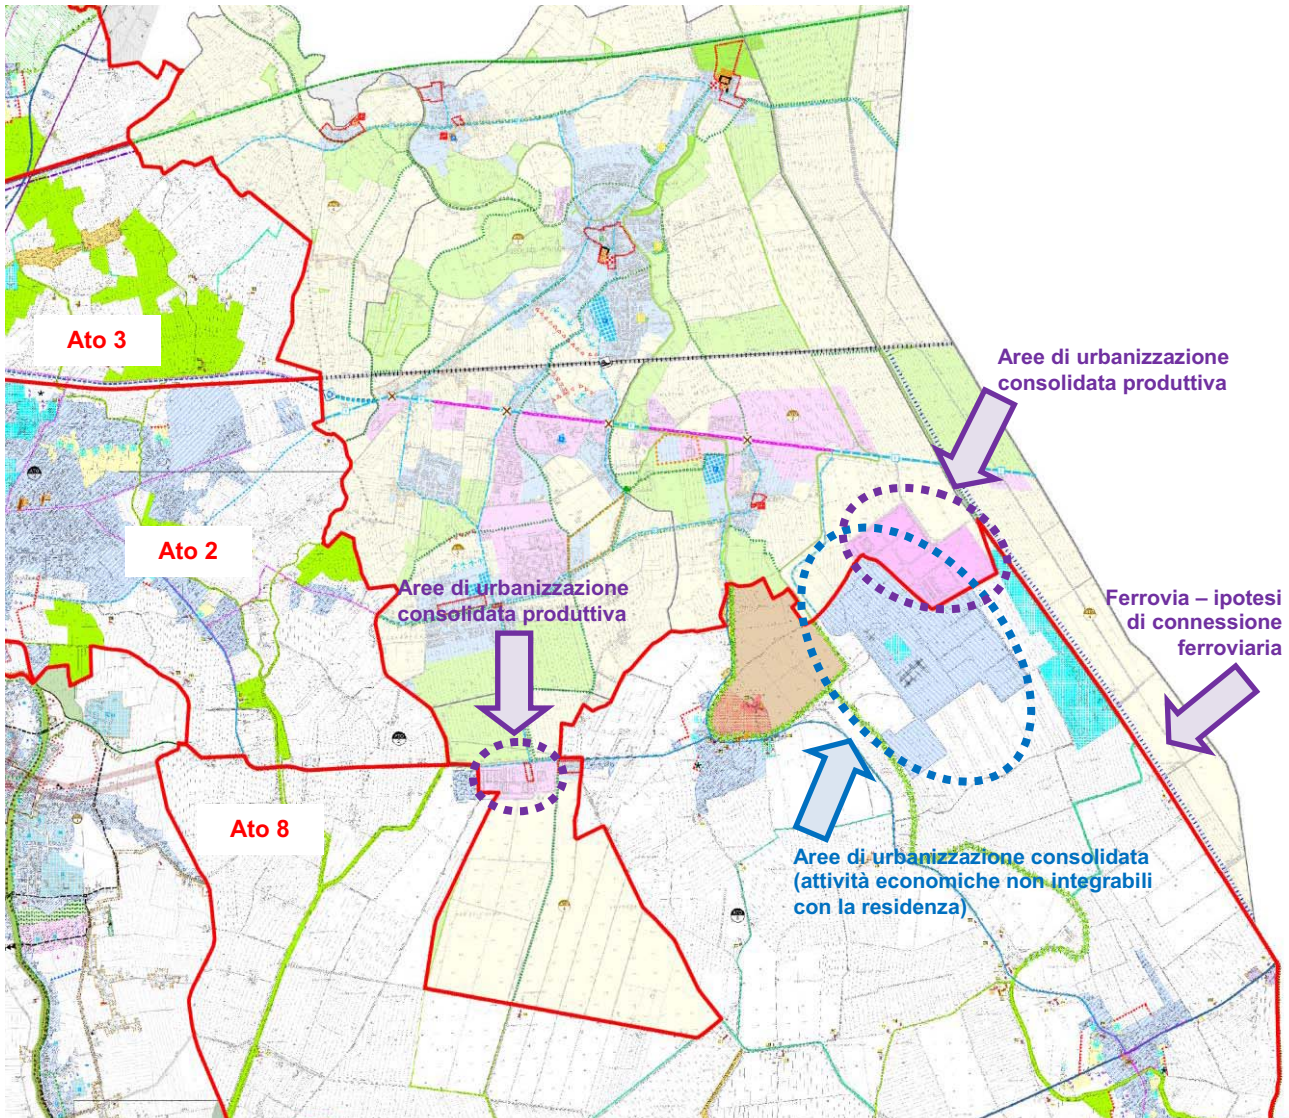 Ato 3
Aree di urbanizzazione
consolidata produttiva
Ato 2
Aree di urbanizzazione
consolidata produttiva
Ferrovia – ipotesi
di connessione
ferroviaria
Ato 8
Aree di urbanizzazione consolidata
(attività economiche non integrabili
con la residenza)